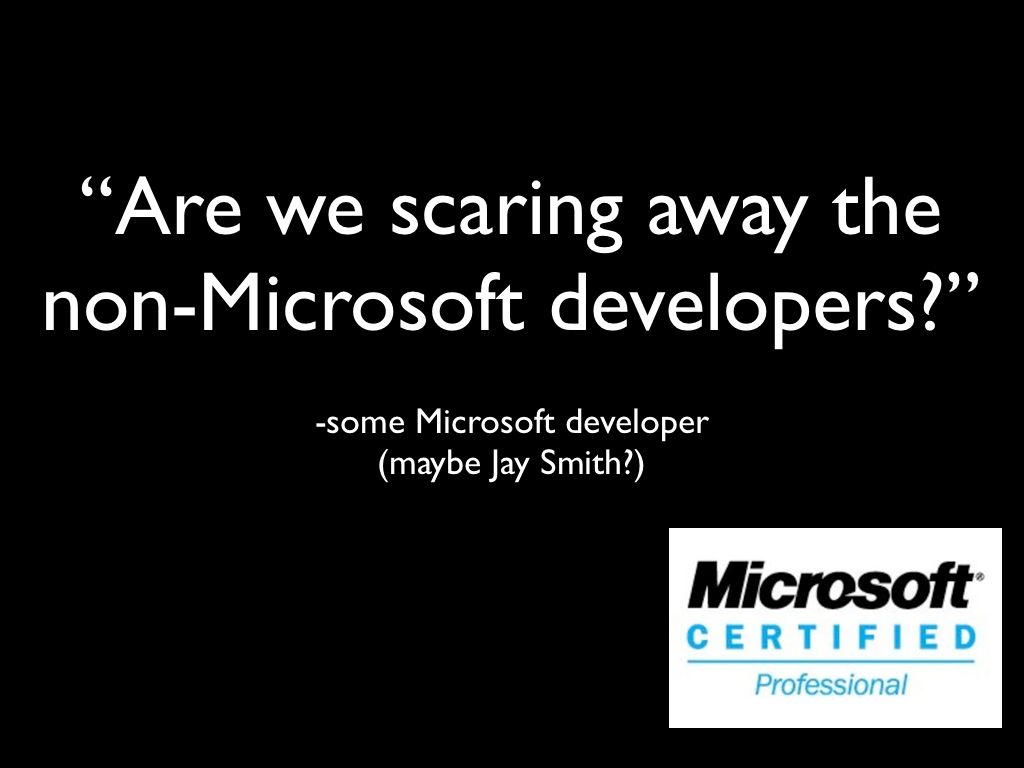 “Are we scaring away the
non-Microsoft developers?”
-some Microsoft developer
(maybe Jay Smith?)
Microsoft®
CERTIFIED
Professional